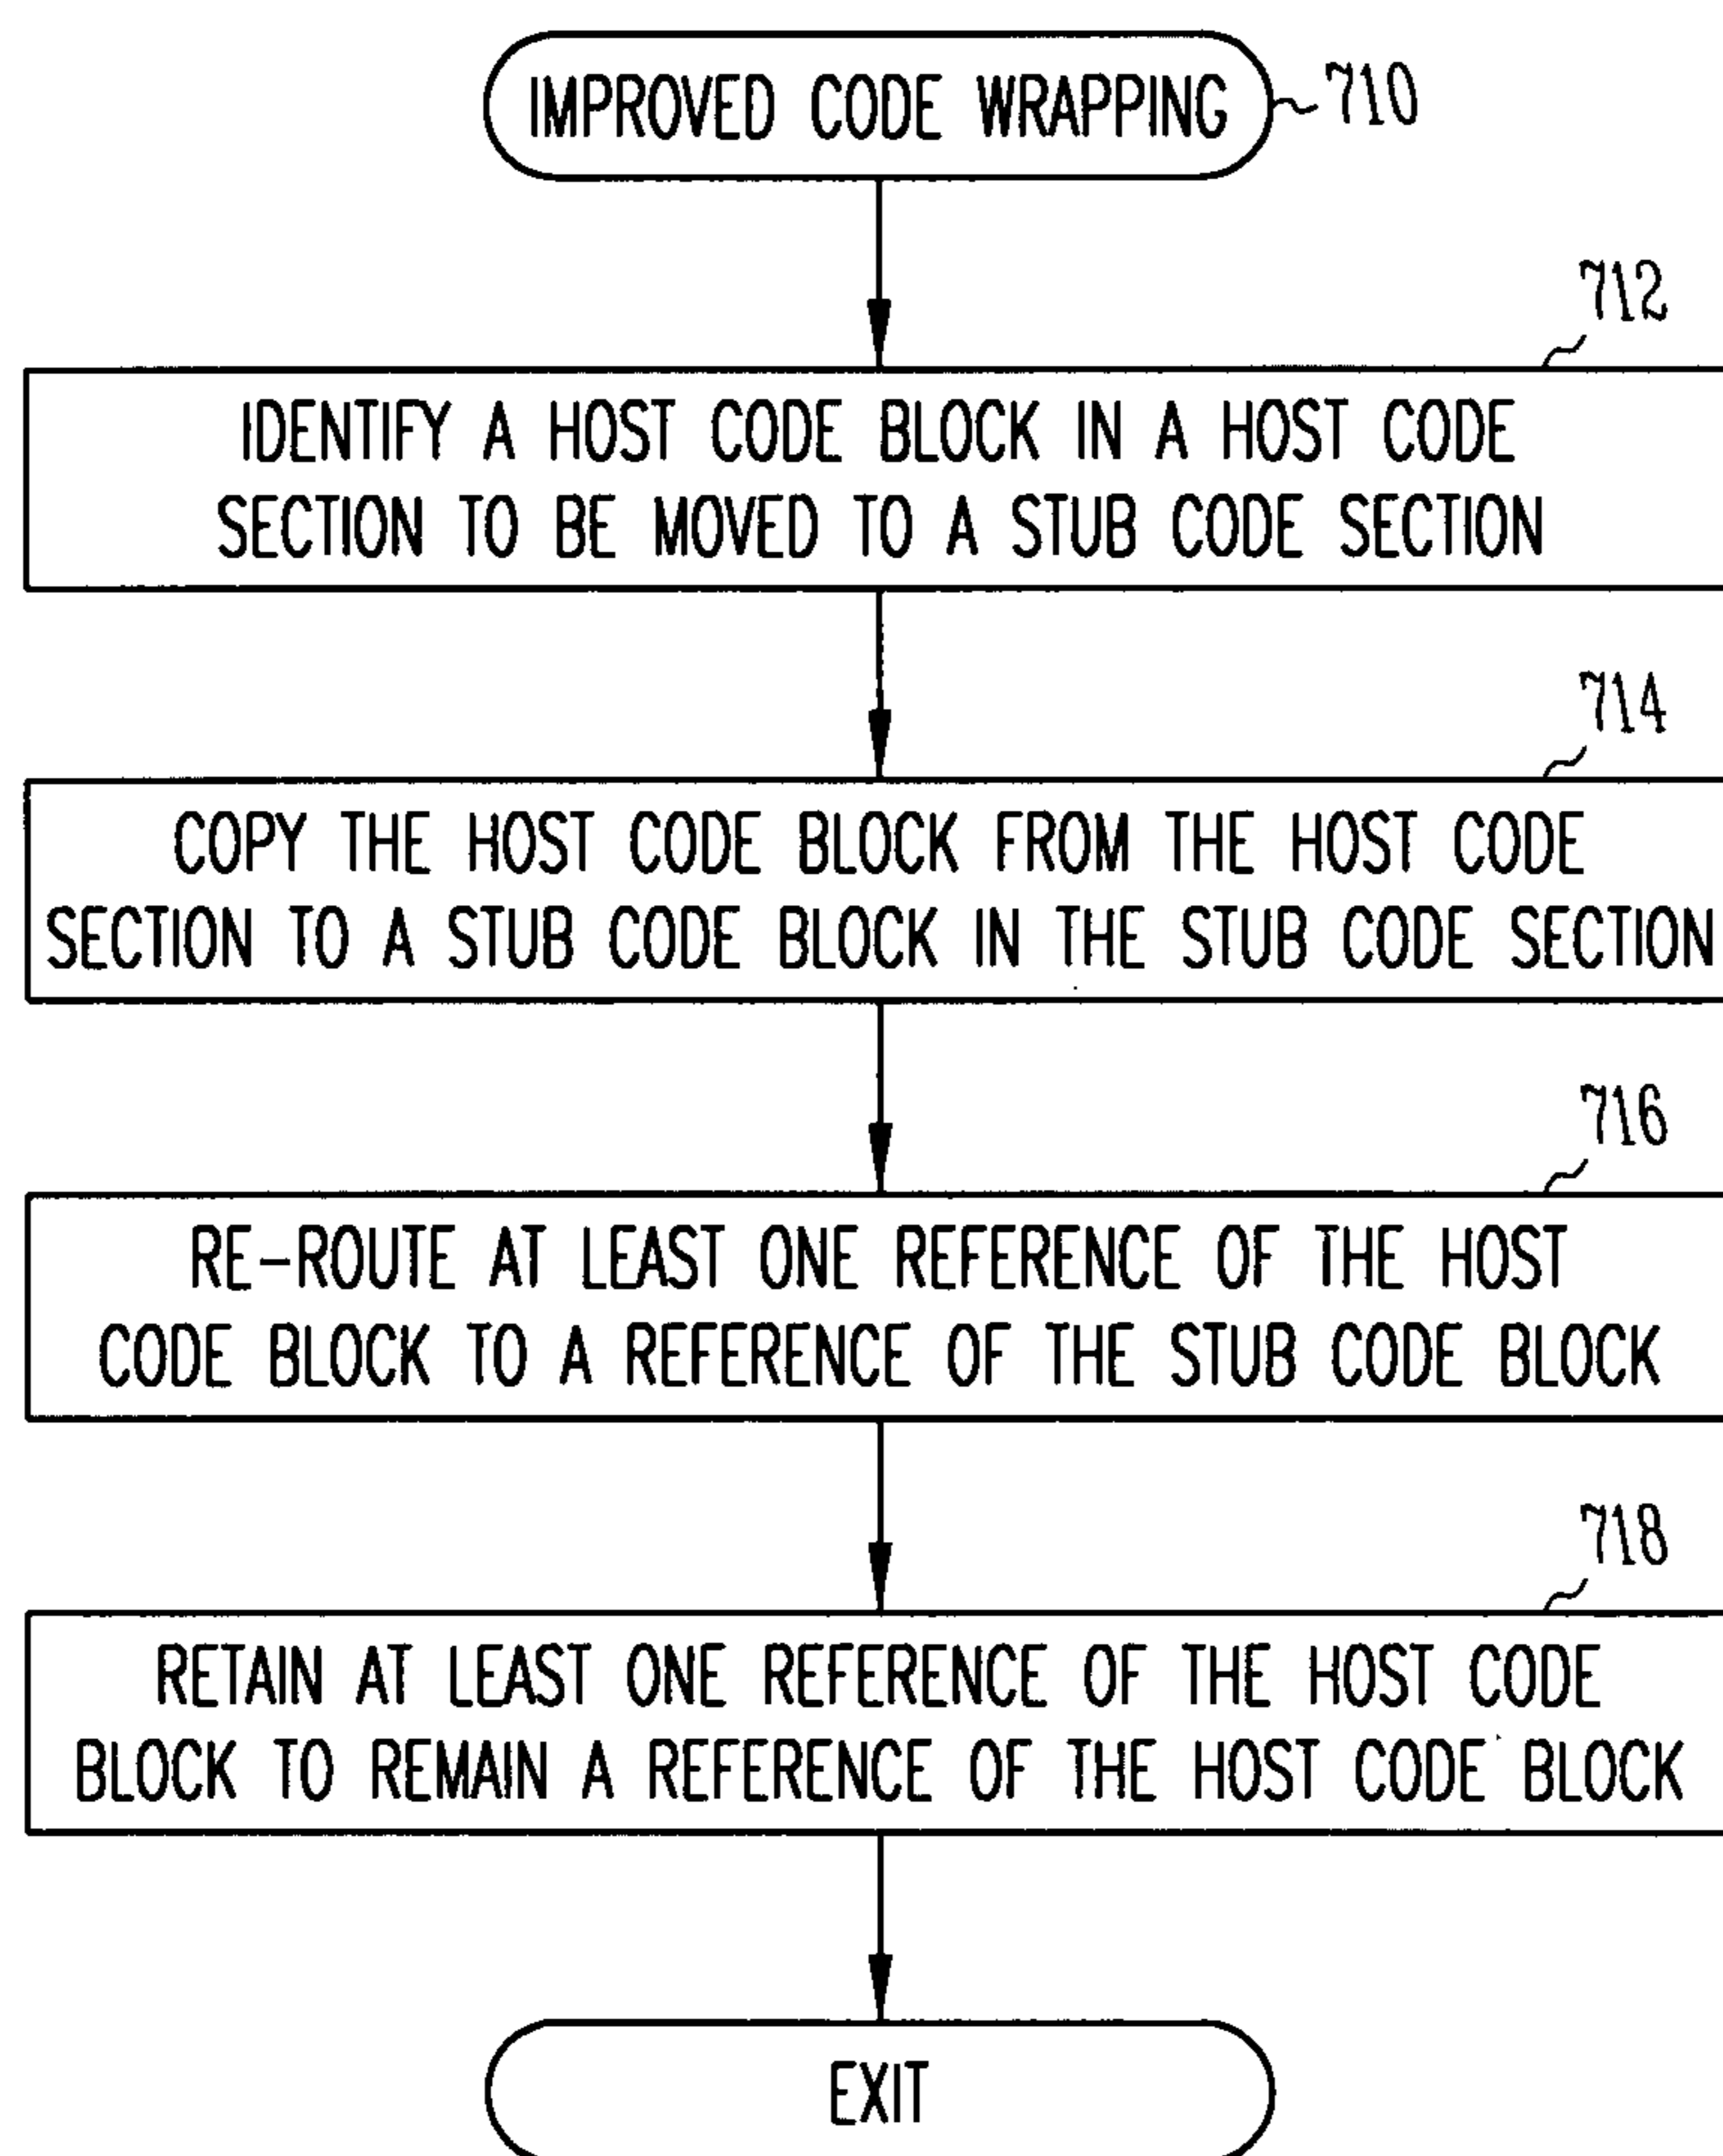 IMPROVED CODE WRAPPING 710
712
IDENTIFY A HOST CODE BLOCK IN A HOST CODE
SECTION TO BE MOVED TO A STUB CODE SECTION
714
COPY THE HOST CODE BLOCK FROM THE HOST CODE
SECTION TO A STUB CODE BLOCK IN THE STUB CODE SECTION
716
RE-ROUTE AT LEAST ONE REFERENCE OF THE HOST
CODE BLOCK TO A REFERENCE OF THE STUB CODE BLOCK
718
RETAIN AT LEAST ONE REFERENCE OF THE HOST CODE
BLOCK TO REMAIN A REFERENCE OF THE HOST CODE BLOCK
EXIT